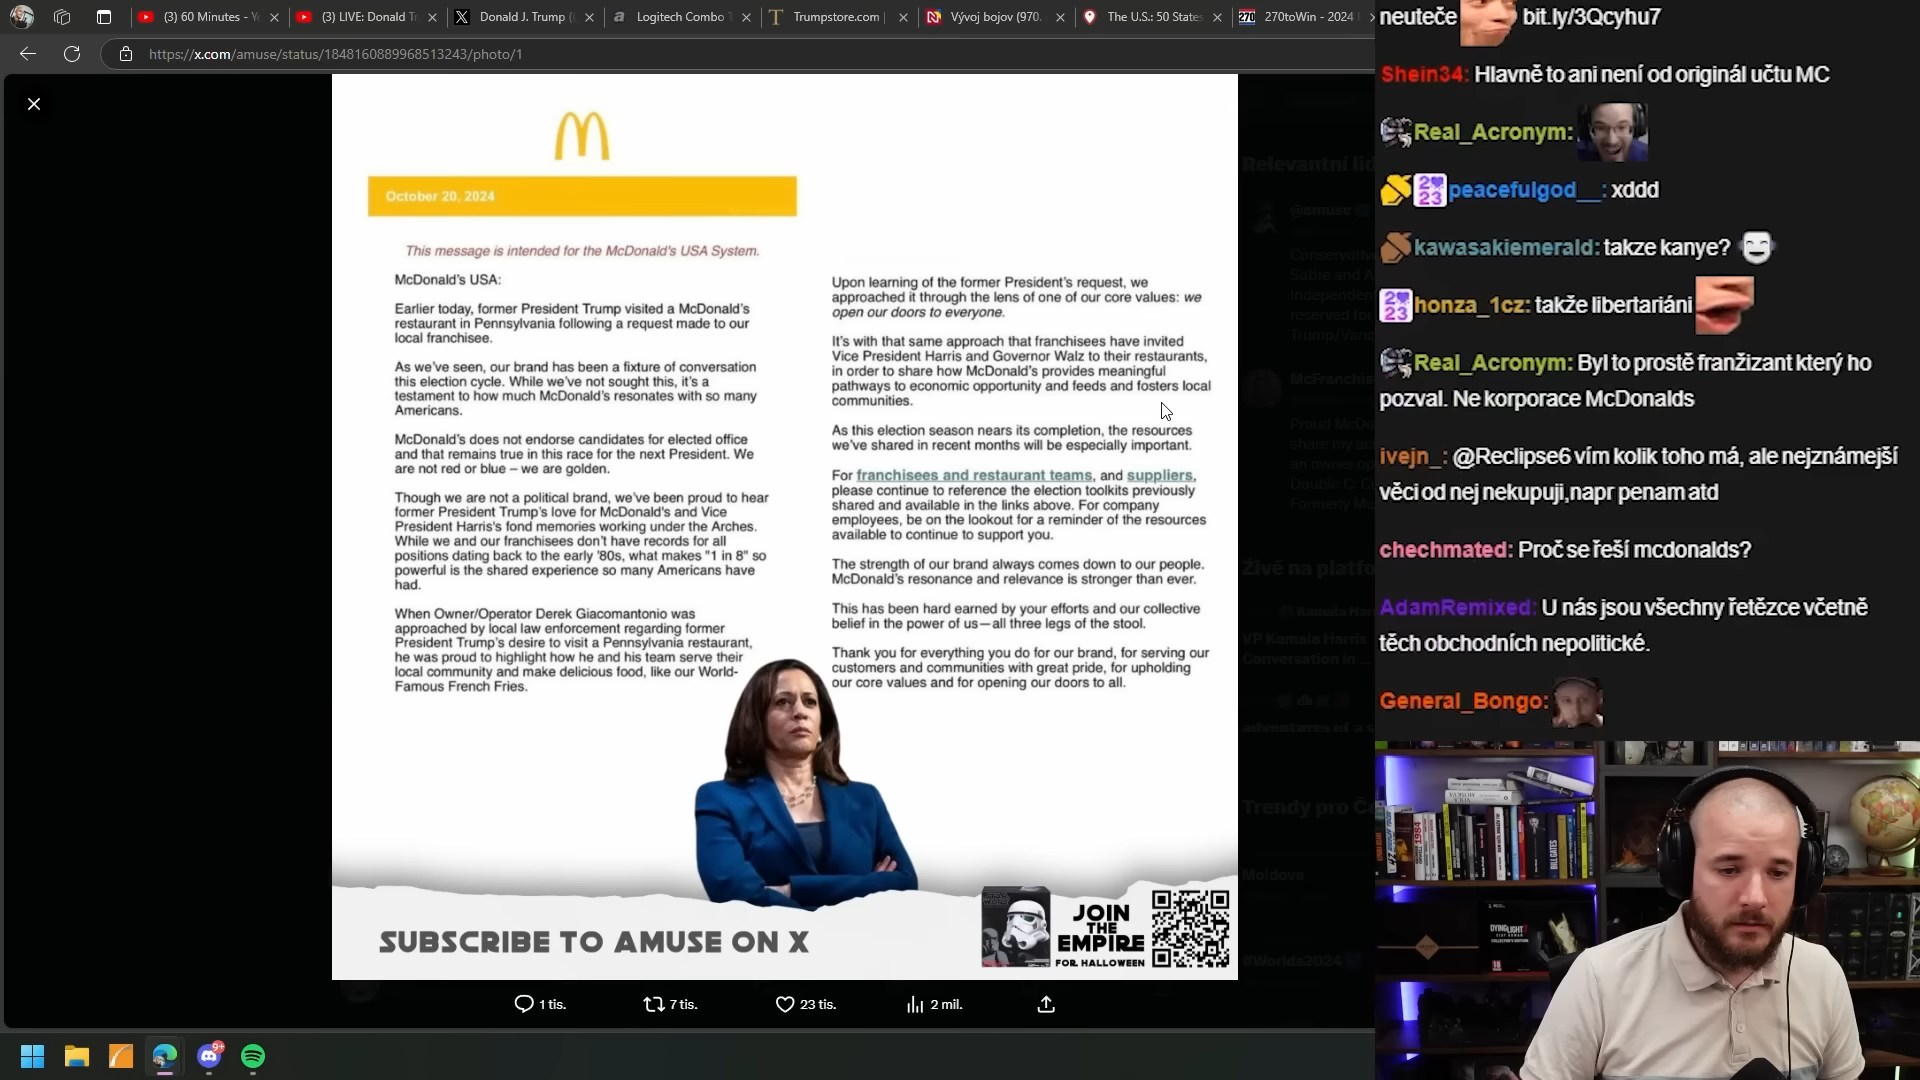 (3) 60 Minutes - Y
(3) LIVE: Donald T
Donald J. Trump (
Logitech Combo T
Trumpstore.com
Vývoj bojov (970.
The U.S.: 50 States
270toWin - 2024
https://x.com/amuse/status/1848160889968513243/photo/1
October 20, 2024
This message is intended for the McDonald's USA System.
McDonald's USA:
Earlier today, former President Trump visited a McDonald's
restaurant in Pennsylvania following a request made to our
local franchisee.
As we've seen, our brand has been a fixture of conversation
this election cycle. While we've not sought this, it's a
testament to how much McDonald's resonates with so many
Americans.
McDonald's does not endorse candidates for elected office
and that remains true in this race for the next President. We
are not red or blue – we are golden.
Though we are not a political brand, we've been proud to hear
former President Trump's love for McDonald's and Vice
President Harris's fond memories working under the Arches.
While we and our franchisees don't have records for all
positions dating back to the early '80s, what makes "1 in 8" so
powerful is the shared experience so many Americans have
had.
When Owner/Operator Derek Giacomantonio was
approached by local law enforcement regarding former
President Trump's desire to visit a Pennsylvania restaurant,
he was proud to highlight how he and his team serve their
local community and make delicious food, like our World-
Famous French Fries.
Upon learning of the former President's request, we
approached it through the lens of one of our core values: we
open our doors to everyone.
It's with that same approach that franchisees have invited
Vice President Harris and Governor Walz to their restaurants,
in order to share how McDonald's provides meaningful
pathways to economic opportunity and feeds and fosters local
communities.
As this election season nears its completion, the resources
we've shared in recent months will be especially important.
For franchisees and restaurant teams, and suppliers,
please continue to reference the election toolkits previously
shared and available in the links above. For company
employees, be on the lookout for a reminder of the resources
available to continue to support you.
The strength of our brand always comes down to our people.
McDonald's resonance and relevance is stronger than ever.
This has been hard earned by your efforts and our collective
belief in the power of us—all three legs of the stool.
Thank you for everything you do for our brand, for serving our
customers and communities with great pride, for upholding
our core values and for opening our doors to all.
SUBSCRIBE TO AMUSE ON X
JOIN
THE
EMPIRE
FOR HALLOWEEN
1 tis.
7 tis.
23 tis.
2 mil.
Relevantní lid
Živě na platfo
VP Kamala Harris
Conversation in ...
Trendy pro Če
Moldova
#Worlds2024
9+
neuteče bit.ly/3Qcyhu7
Shein34: Hlavně to ani není od originál učtu MC
Real_Acronym:
peacefulgod__: xddd
kawasakiemerald: takze kanye?
honza_1cz: takže libertariáni
Real_Acronym: Byl to prostě franžizant který ho
pozval. Ne korporace McDonalds
ivejn_: @Reclipse6 vím kolik toho má, ale nejznámejší
věci od nej nekupuji,napr penam atd
chechmated: Proč se řeší mcdonalds?
AdamRemixed: U nás jsou všechny řetězce včetně
těch obchodních nepolitické.
General_Bongo:
1984
BILL GATES
DYING LIGHT 2